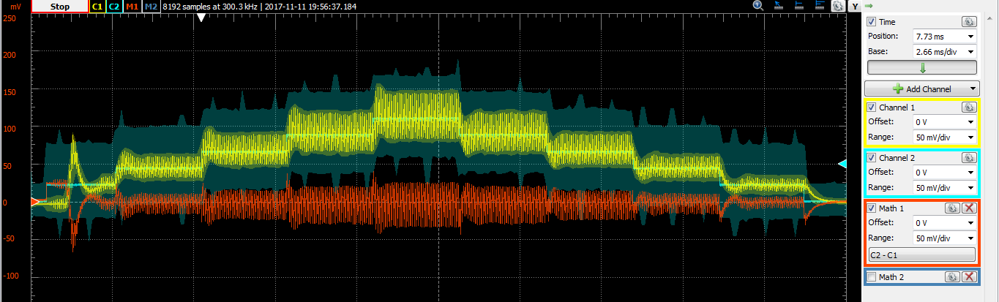 mV Stop C1 C2 M1 M2 8192 samples at 300.3 kHz | 2017-11-11 19:56:37.184 Y
250
200
150
100
50
0
-50
-100
Time
Position: 7.73 ms
Base: 2.66 ms/div
Add Channel
Channel 1
Offset: 0 V
Range: 50 mV/div
Channel 2
Offset: 0 V
Range: 50 mV/div
Math 1
Offset: 0 V
Range: 50 mV/div
C2 - C1
Math 2